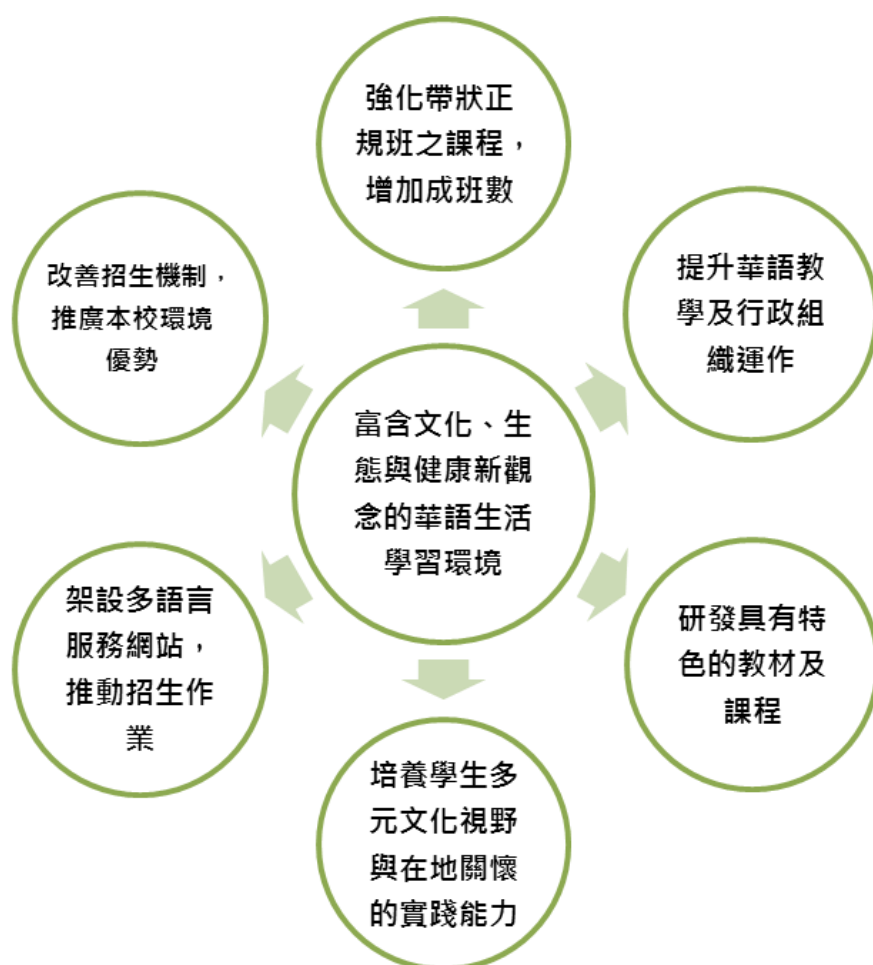 強化帶狀正
規班之課程，
增加成班數
提升華語教
學及行政組
織運作
研發具有特
色的教材及
課程
培養學生多
元文化視野
與在地關懷
的實踐能力
架設多語言
服務網站，
推動招生作
業
改善招生機制，
推廣本校環境
優勢
富含文化、生
態與健康新觀
念的華語生活
學習環境